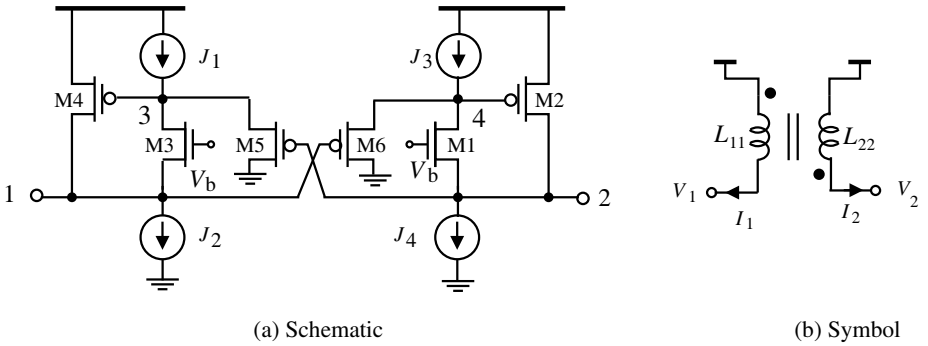 J1
J3
M4
M2
3
4
M3
M5
M6
M1
Vb
Vb
1
2
J2
J4
(a) Schematic
L11
L22
V1
V2
I1
I2
(b) Symbol